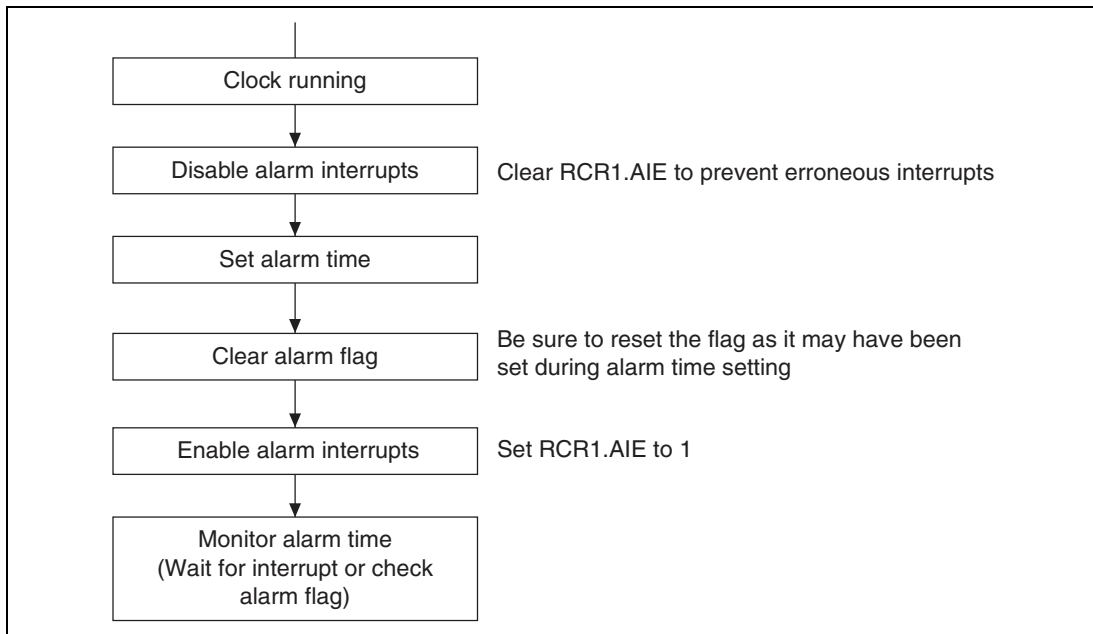 Clock running
Disable alarm interrupts
Clear RCR1.AIE to prevent erroneous interrupts
Set alarm time
Clear alarm flag
Be sure to reset the flag as it may have been
set during alarm time setting
Enable alarm interrupts
Set RCR1.AIE to 1
Monitor alarm time
(Wait for interrupt or check
alarm flag)